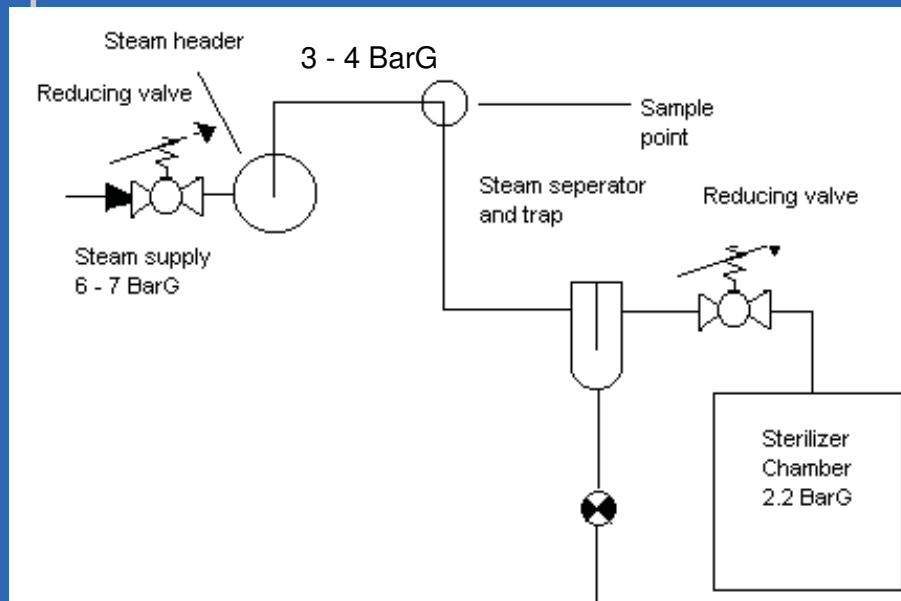 Steam header
3 - 4 BarG
Reducing valve
Sample
point
Steam seperator
and trap
Reducing valve
Steam supply
6 - 7 BarG
Sterilizer
Chamber
2.2 BarG